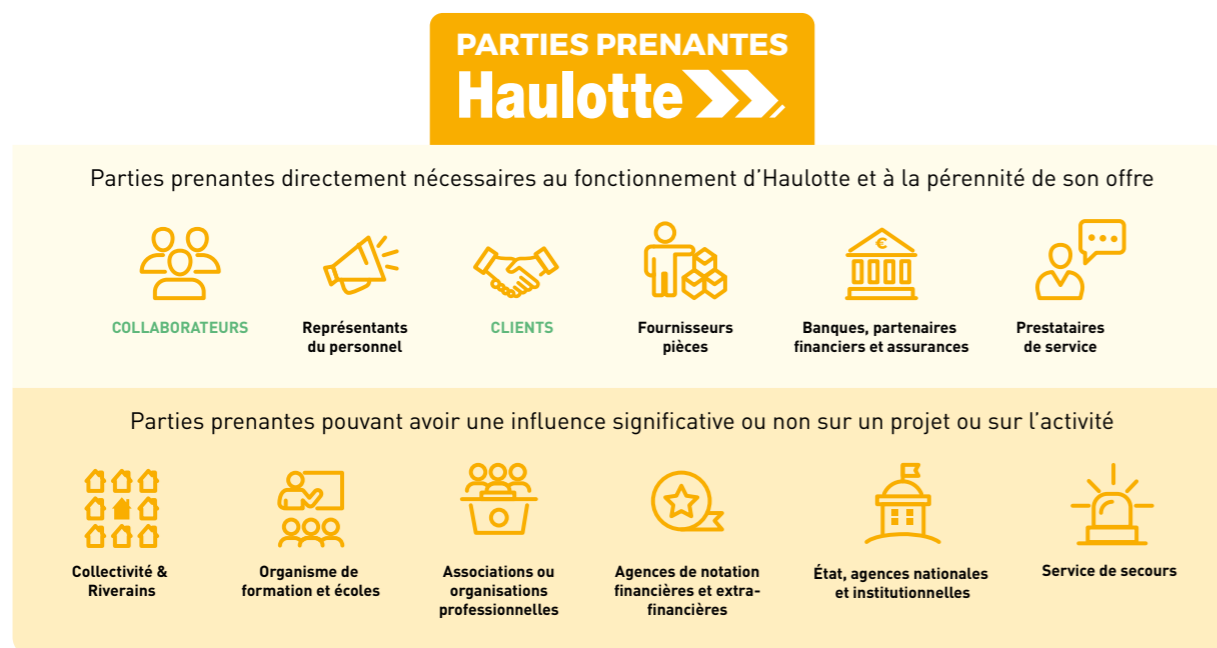 PARTIES PRENANTES
Haulotte
Parties prenantes directement nécessaires au fonctionnement d’Haulotte et à la pérennité de son offre
COLLABORATEURS
Représentants
du personnel
CLIENTS
Fournisseurs
pièces
Banques, partenaires
financiers et assurances
Prestataires
de service
Parties prenantes pouvant avoir une influence significative ou non sur un projet ou sur l’activité
Collectivité &
Riverains
Organisme de
formation et écoles
Associations ou
organisations
professionnelles
Agences de notation
financières et extra-
financières
État, agences nationales
et institutionnelles
Service de secours